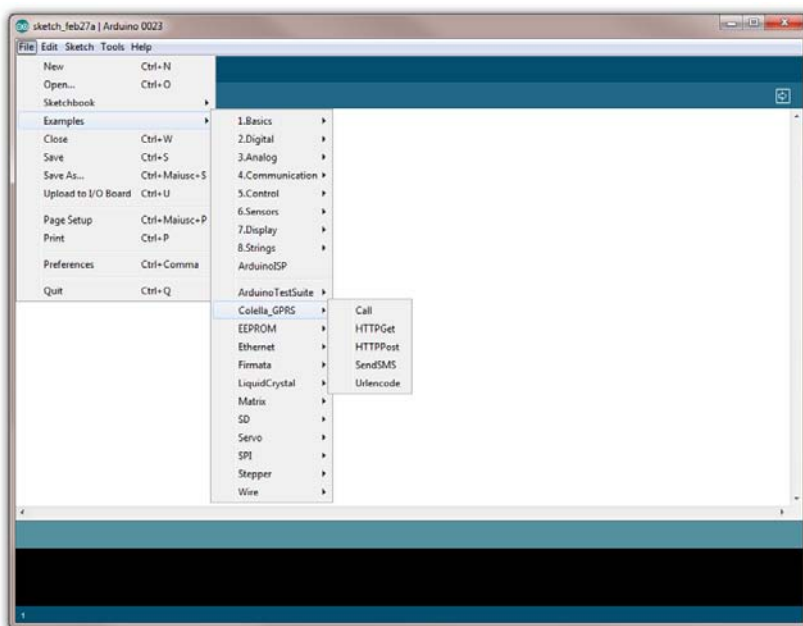 sketch_feb27a | Arduino 0023
File Edit Sketch Tools Help
New Ctrl+N
Open... Ctrl+O
Sketchbook
Examples
Close Ctrl+W
Save Ctrl+S
Save As... Ctrl+Maiusc+S
Upload to I/O Board Ctrl+U
Page Setup Ctrl+Maiusc+P
Print Ctrl+P
Preferences Ctrl+Comma
Quit Ctrl+Q
1.Basics
2.Digital
3.Analog
4.Communication
5.Control
6.Sensors
7.Display
8.Strings
ArduinoISP
ArduinoTestSuite
Colella_GPRS
EEPROM
Ethernet
Firmata
LiquidCrystal
Matrix
SD
Servo
SPI
Stepper
Wire
Call
HTTPGet
HTTPPost
SendSMS
Urlencode
1